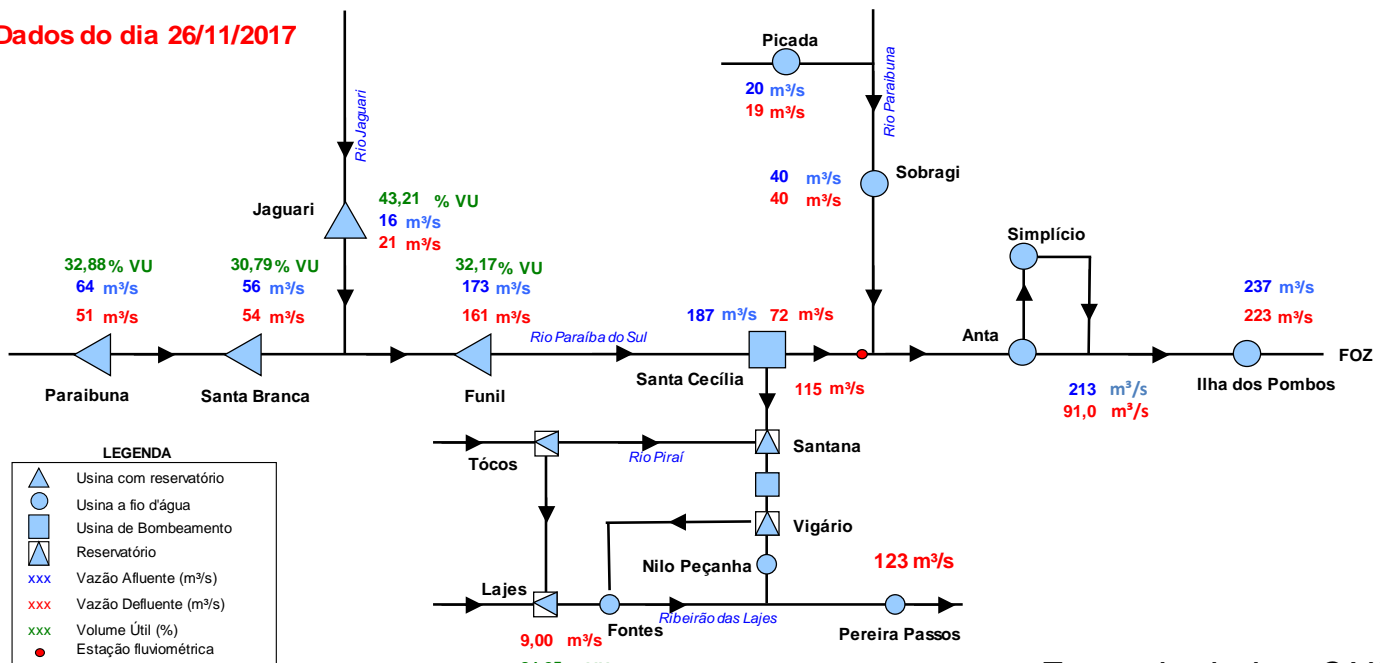 Dados do dia 26/11/2017
Picada
20 m³/s
19 m³/s
Rio Paraibuna
Rio Jaguari
40 m³/s
40 m³/s
Sobragi
Jaguari
43,21 % VU
16 m³/s
21 m³/s
Simplício
32,88 % VU
64 m³/s
51 m³/s
30,79 % VU
56 m³/s
54 m³/s
32,17 % VU
173 m³/s
161 m³/s
237 m³/s
223 m³/s
187 m³/s 72 m³/s
Rio Paraíba do Sul
Anta
FOZ
Paraibuna
Santa Branca
Funil
Santa Cecília
115 m³/s
213 m³/s
91,0 m³/s
Ilha dos Pombos
Santana
Tócos
Rio Piraí
LEGENDA
Usina com reservatório
Usina a fio d'água
Usina de Bombeamento
Reservatório
xxx Vazão Afluente (m³/s)
xxx Vazão Defluente (m³/s)
xxx Volume Útil (%)
Estação fluviométrica
Vigário
Nilo Peçanha
123 m³/s
Lajes
Fontes
Ribeirão das Lajes
Pereira Passos
9,00 m³/s